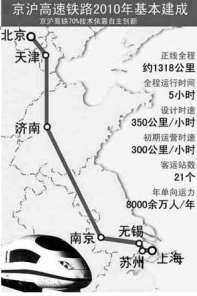 京沪高速铁路2010年基本建成
京沪高铁70%技术依靠自主创新
北京
天津
济南
南京
无锡
苏州
上海
正线全程
约1318公里
全程运行时间
5小时
设计时速
350公里/小时
初期运营时速
300公里/小时
客运站数
21个
年单向运力
8000余万人/年